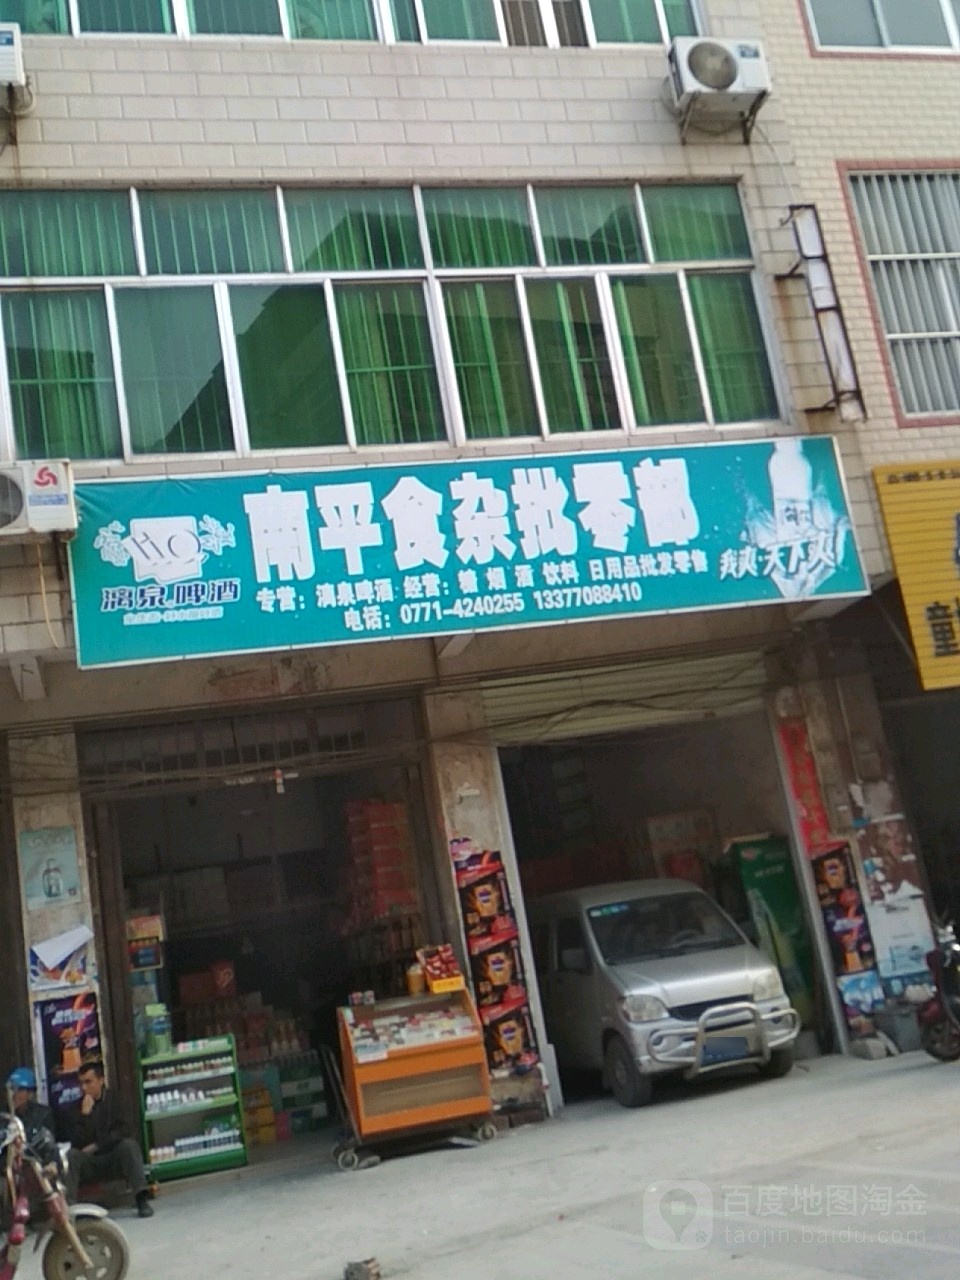 南平食杂批零部
漓泉啤酒
专营：漓泉啤酒 经营：糖 烟 酒 饮料 日用品批发零售
我爽 天下爽！
电话：0771-4240255 13377088410
童
百度地图淘金
taojin.baidu.com